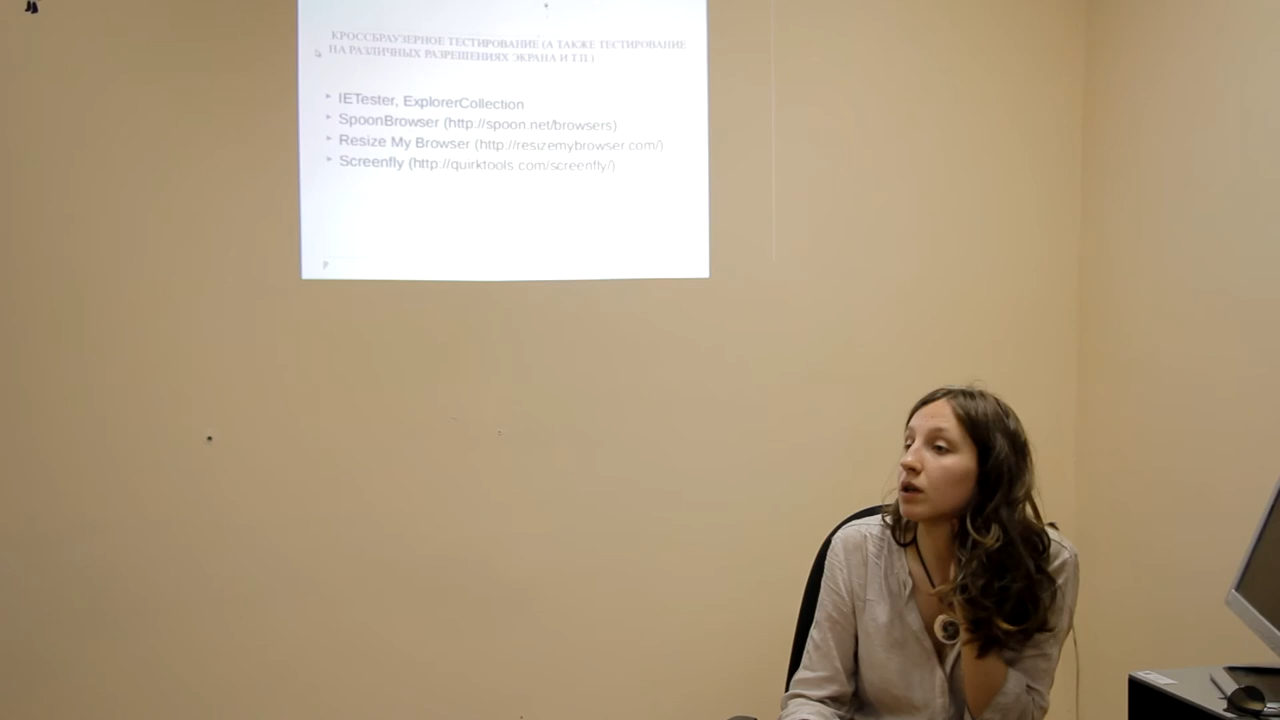 КРОССБРАУЗЕРНОЕ ТЕСТИРОВАНИЕ (А ТАКЖЕ ТЕСТИРОВАНИЕ
НА РАЗЛИЧНЫХ РАЗРЕШЕНИЯХ ЭКРАНА И Т.П.)
IETester, ExplorerCollection
SpoonBrowser (http://spoon.net/browsers)
Resize My Browser (http://resizemybrowser.com/)
Screenfly (http://quirktools.com/screenfly/)